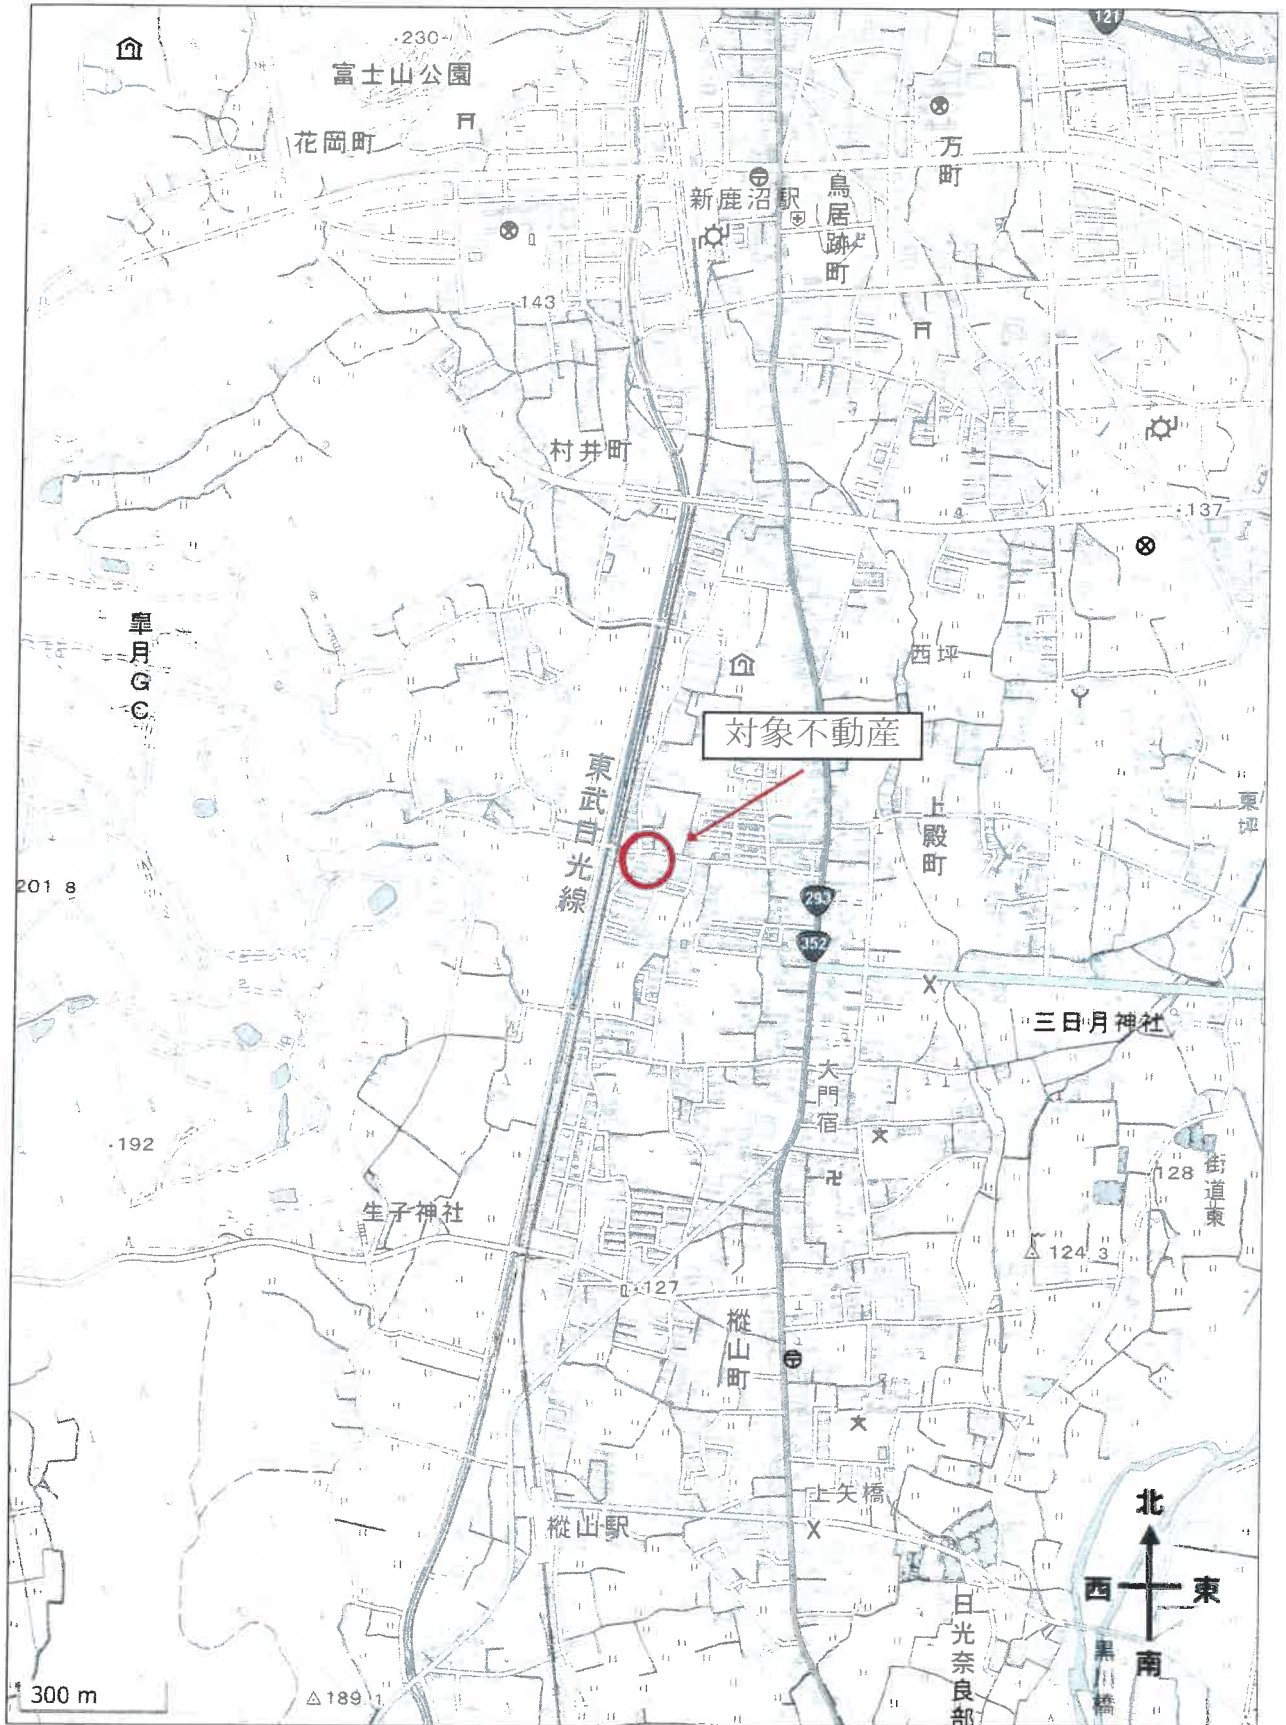 121
·230
富士山公園
花岡町
万町
新鹿沼駅
鳥居跡町
·143
村井町
·137
皐月GC
西坪
対象不動産
東武日光線
上殿町
東坪
201 8
293
352
三日月神社
大門宿
·192
128
街道東
生子神社
124 3
·127
樅山町
上矢橋
樅山駅
北
西
東
南
日光奈良部
黒川橋
300 m
189 1